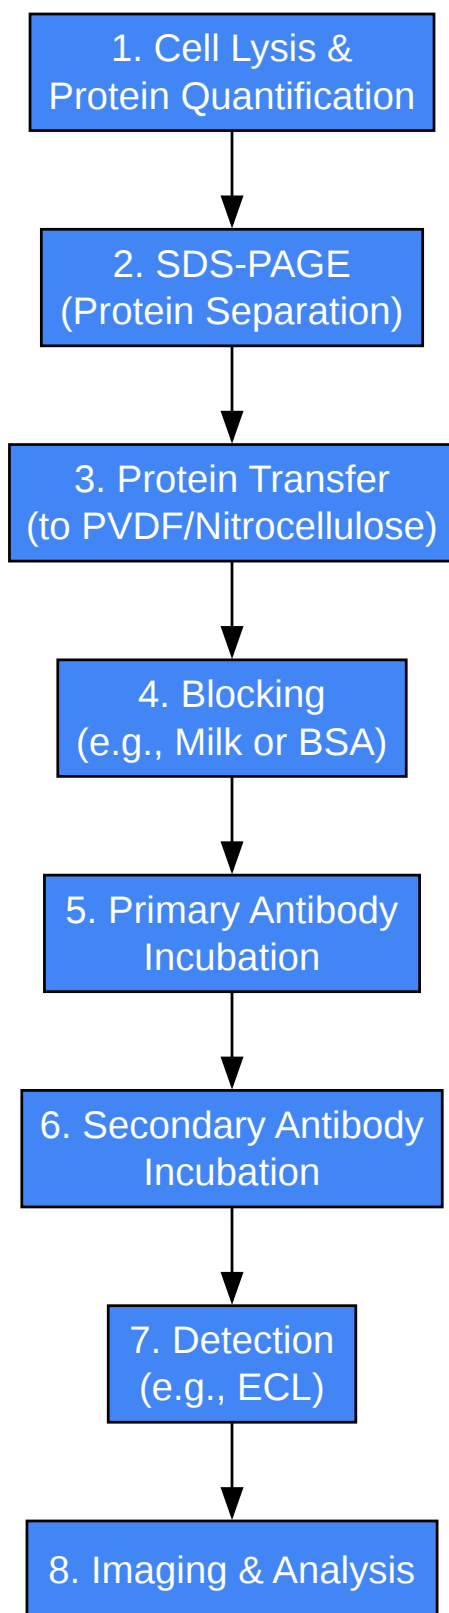 1. Cell Lysis &
Protein Quantification
2. SDS-PAGE
(Protein Separation)
3. Protein Transfer
(to PVDF/Nitrocellulose)
4. Blocking
(e.g., Milk or BSA)
5. Primary Antibody
Incubation
6. Secondary Antibody
Incubation
7. Detection
(e.g., ECL)
8. Imaging & Analysis